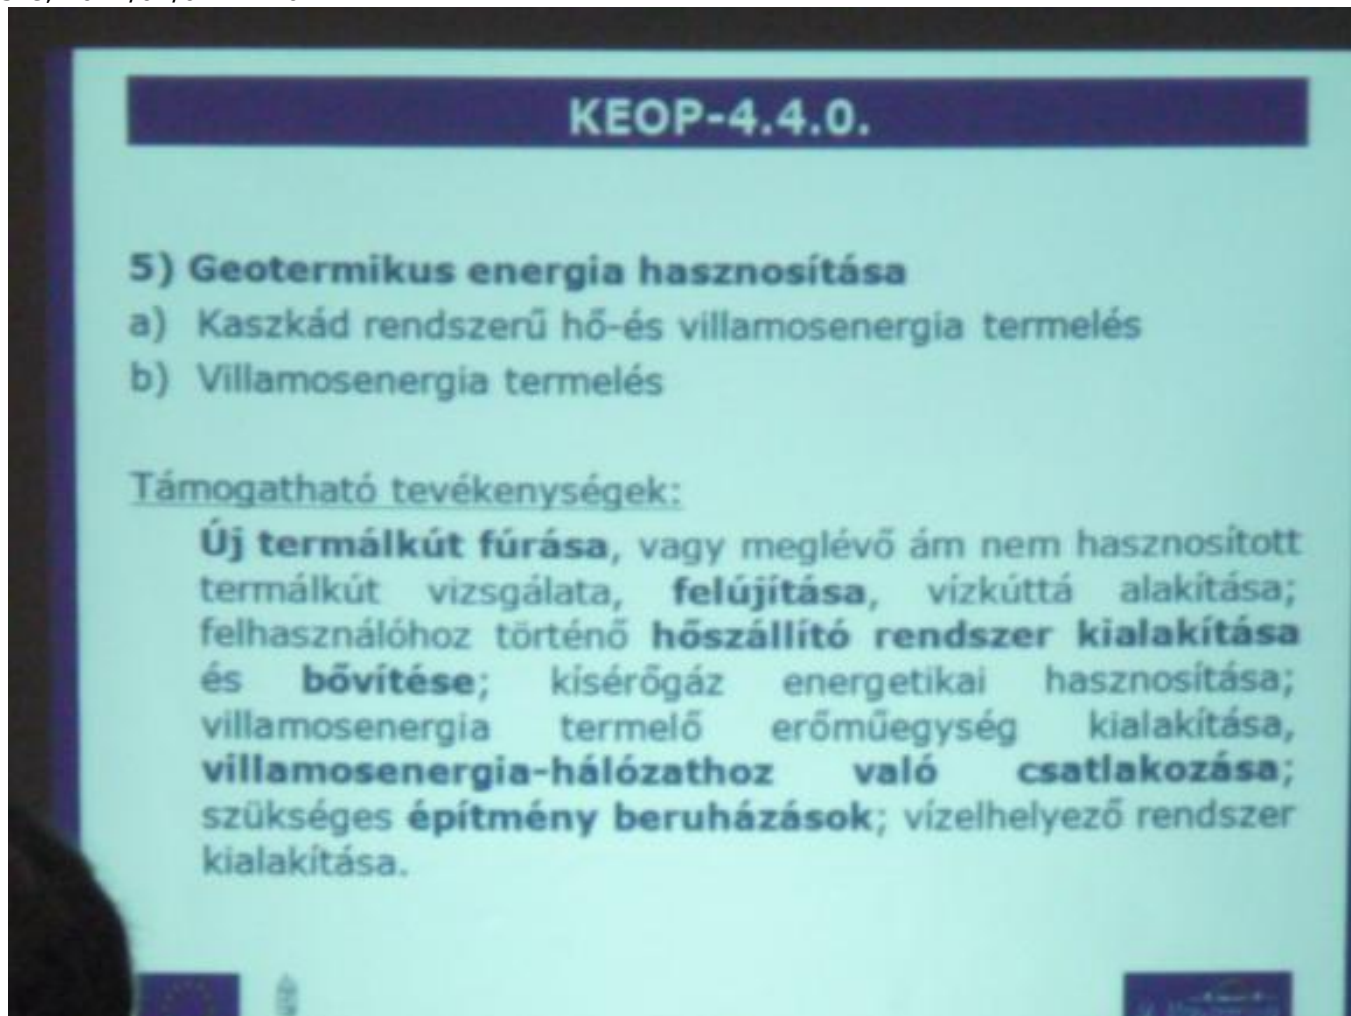 KEOP-4.4.0.
5) Geotermikus energia hasznosítása
a) Kaszkád rendszerű hő-és villamosenergia termelés
b) Villamosenergia termelés
Támogatható tevékenységek:
Új termálkút fúrása, vagy meglévő ám nem hasznosított
termálkút vizsgálata, felújítása, vízkúttá alakítása;
felhasználóhoz történő hőszállító rendszer kialakítása
és bővítése; kísérőgáz energetikai hasznosítása;
villamosenergia termelő erőműegység kialakítása,
villamosenergia-hálózathoz való csatlakozása;
szükséges építmény beruházások; vízelhelyező rendszer
kialakítása.